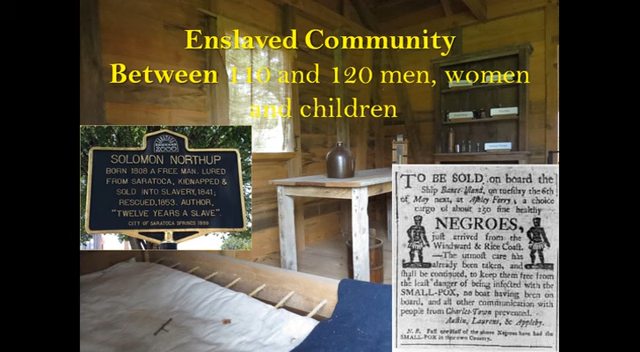 Enslaved Community
Between 110 and 120 men, women
and children
SARATOGA
2000
SOLOMON NORTHUP
BORN 1808 A FREE MAN. LURED
FROM SARATOGA, KIDNAPPED &
SOLD INTO SLAVERY, 1841,
RESCUED, 1853. AUTHOR,
"TWELVE YEARS A SLAVE".
CITY OF SARATOGA SPRINGS 1999
TO BE SOLD on board the
Ship Bance-Island, on tuesday the 6th
of May next, at Ashley-Ferry; a choice
cargo of about 250 fine healthy
NEGROES,
just arrived from the
Windward & Rice Coast.
—The utmost care has
already been taken, and
shall be continued, to keep them free from
the least danger of being infected with the
SMALL-POX, no boat having been on
board, and all other communication with
people from Charles-Town prevented.
Austin, Laurens, & Appleby.
N. B. Full one Half of the above Negroes have had the
SMALL-POX in their own Country.